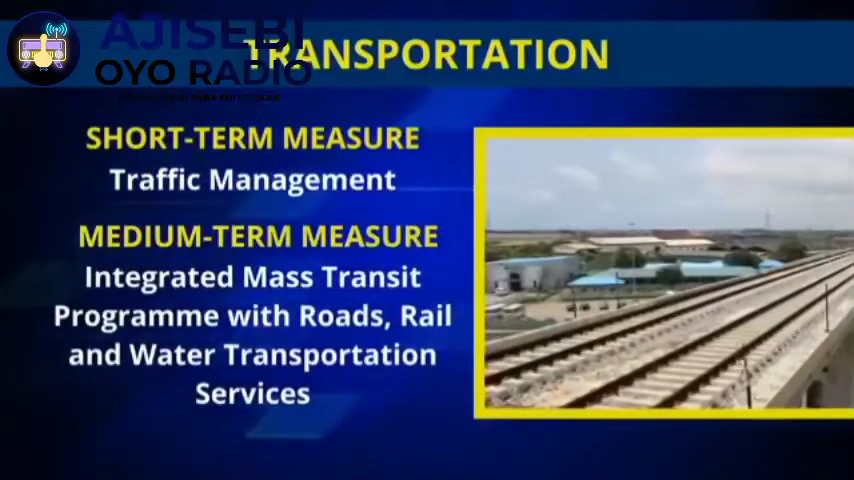 AJISEBI
OYO RADIO
TRANSPORTATION
SHORT-TERM MEASURE
Traffic Management
MEDIUM-TERM MEASURE
Integrated Mass Transit
Programme with Roads, Rail
and Water Transportation
Services